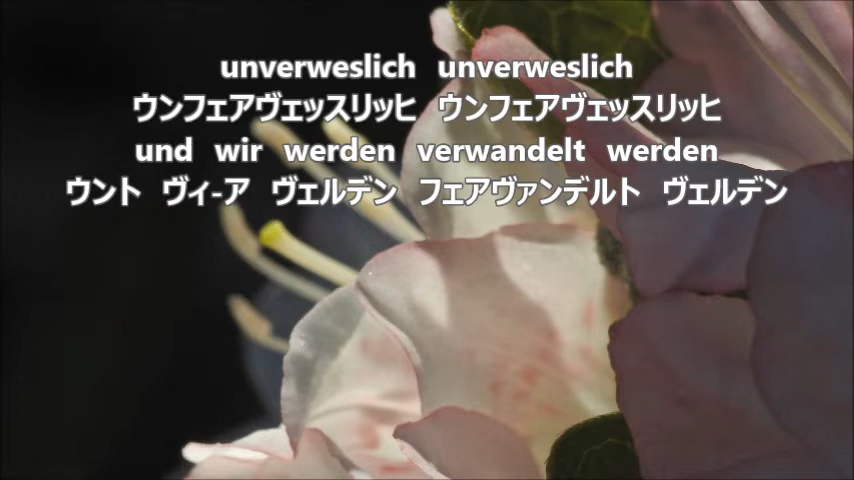 unverweslich unverweslich
ウンフェアヴェッスリッヒ ウンフェアヴェッスリッヒ
und wir werden verwandelt werden
ウント ヴィ-ア ヴェルデン フェアヴァンデルト ヴェルデン